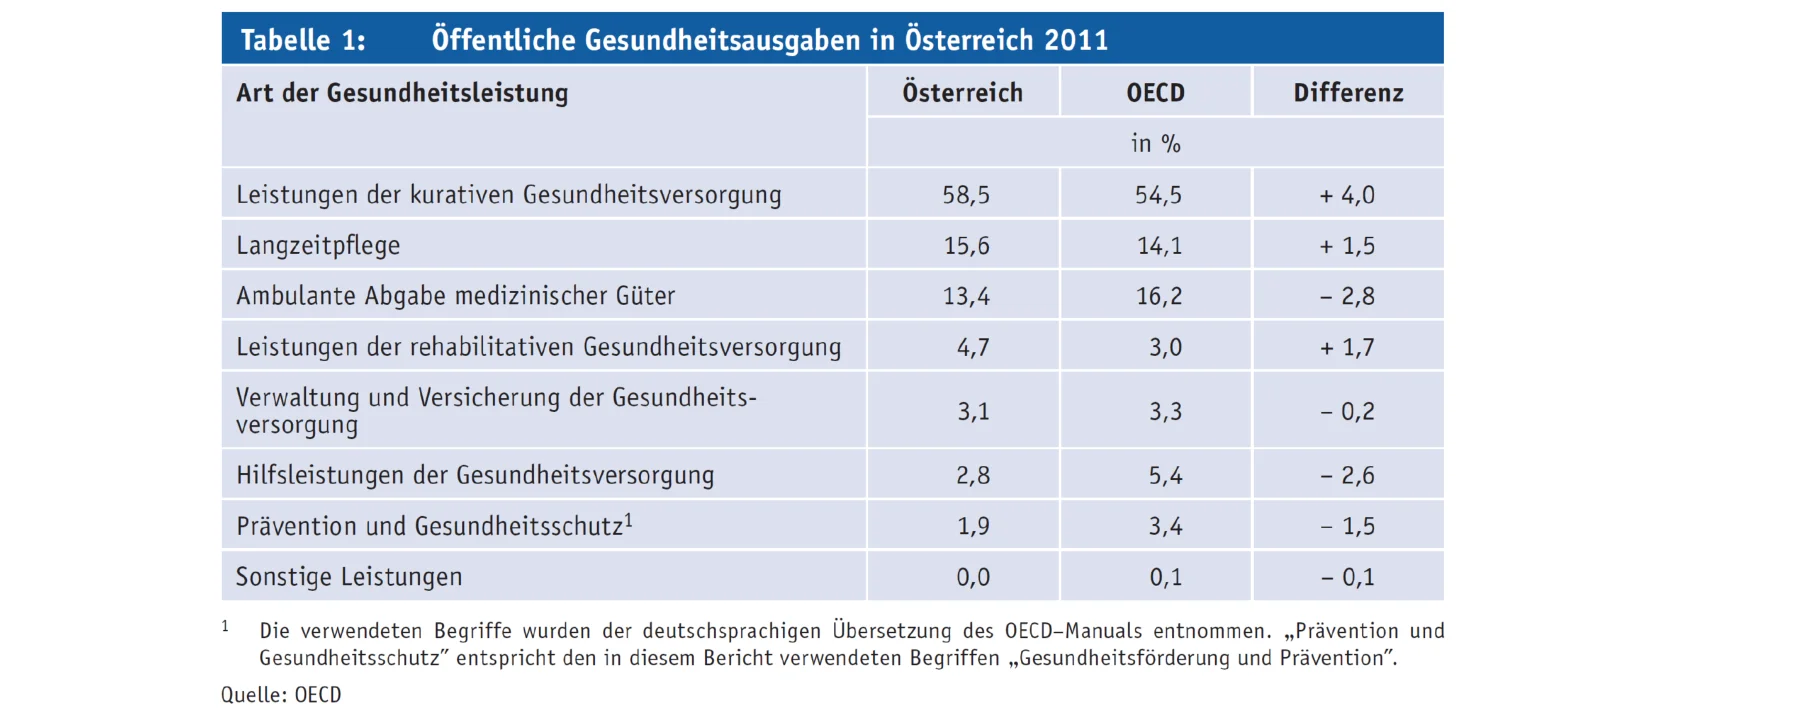 Tabelle 1: Öffentliche Gesundheitsausgaben in Österreich 2011
Art der Gesundheitsleistung Österreich OECD Differenz
in %
Leistungen der kurativen Gesundheitsversorgung 58,5 54,5 + 4,0
Langzeitpflege 15,6 14,1 + 1,5
Ambulante Abgabe medizinischer Güter 13,4 16,2 – 2,8
Leistungen der rehabilitativen Gesundheitsversorgung 4,7 3,0 + 1,7
Verwaltung und Versicherung der Gesundheits-
versorgung 3,1 3,3 – 0,2
Hilfsleistungen der Gesundheitsversorgung 2,8 5,4 – 2,6
Prävention und Gesundheitsschutz¹ 1,9 3,4 – 1,5
Sonstige Leistungen 0,0 0,1 – 0,1
¹ Die verwendeten Begriffe wurden der deutschsprachigen Übersetzung des OECD–Manuals entnommen. „Prävention und
Gesundheitsschutz″ entspricht den in diesem Bericht verwendeten Begriffen „Gesundheitsförderung und Prävention″.
Quelle: OECD